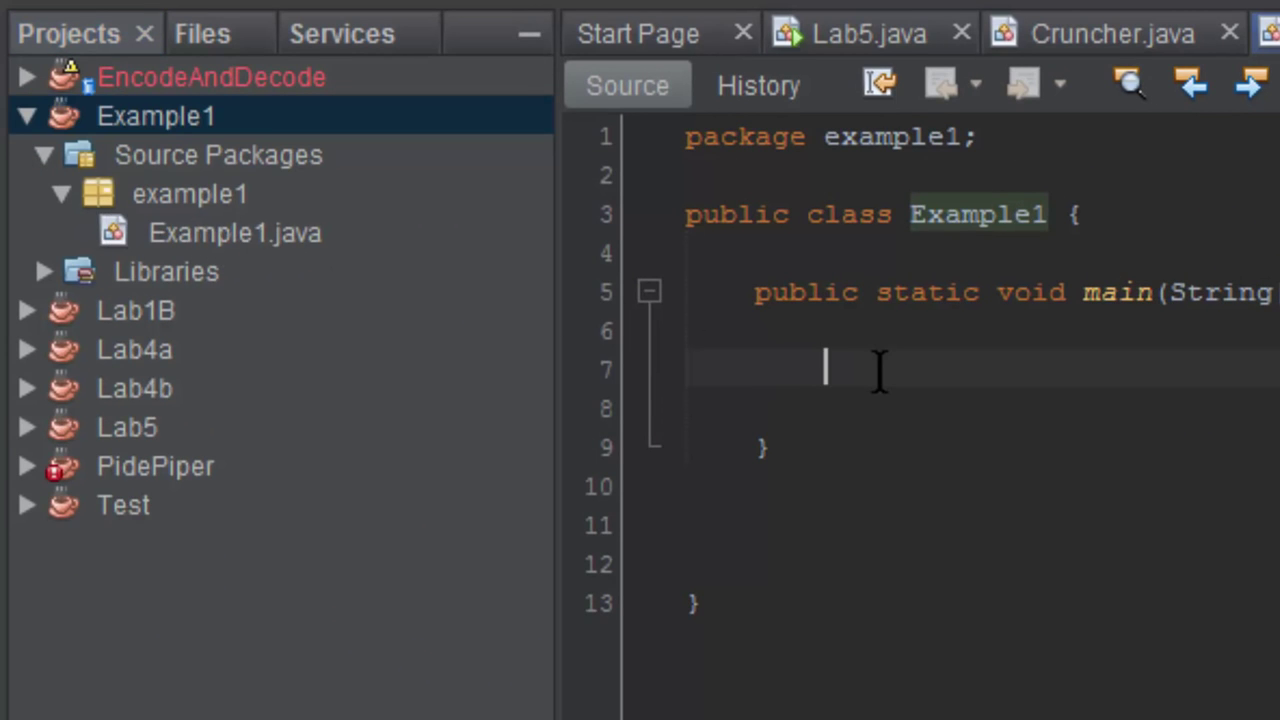 Projects Files Services
EncodeAndDecode
Example1
Source Packages
example1
Example1.java
Libraries
Lab1B
Lab4a
Lab4b
Lab5
PidePiper
Test
Start Page Lab5.java Cruncher.java
Source History
1 package example1;
2
3 public class Example1 {
4
5 public static void main(String
6
7
8
9 }
10
11
12
13 }